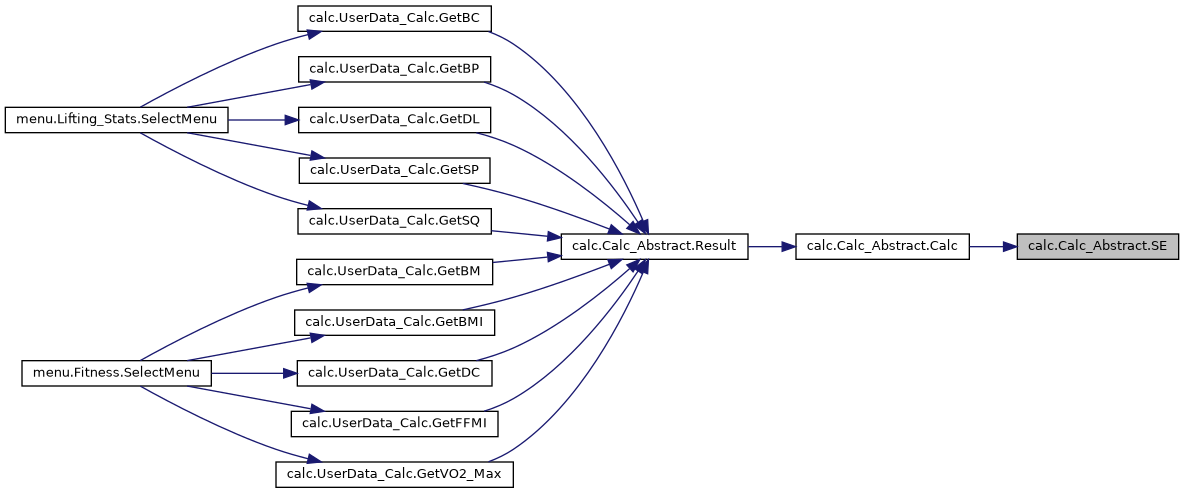 calc.UserData_Calc.GetBC
calc.UserData_Calc.GetBP
menu.Lifting_Stats.SelectMenu
calc.UserData_Calc.GetDL
calc.UserData_Calc.GetSP
calc.UserData_Calc.GetSQ
calc.Calc_Abstract.Result
calc.Calc_Abstract.Calc
calc.Calc_Abstract.SE
calc.UserData_Calc.GetBM
calc.UserData_Calc.GetBMI
menu.Fitness.SelectMenu
calc.UserData_Calc.GetDC
calc.UserData_Calc.GetFFMI
calc.UserData_Calc.GetVO2_Max